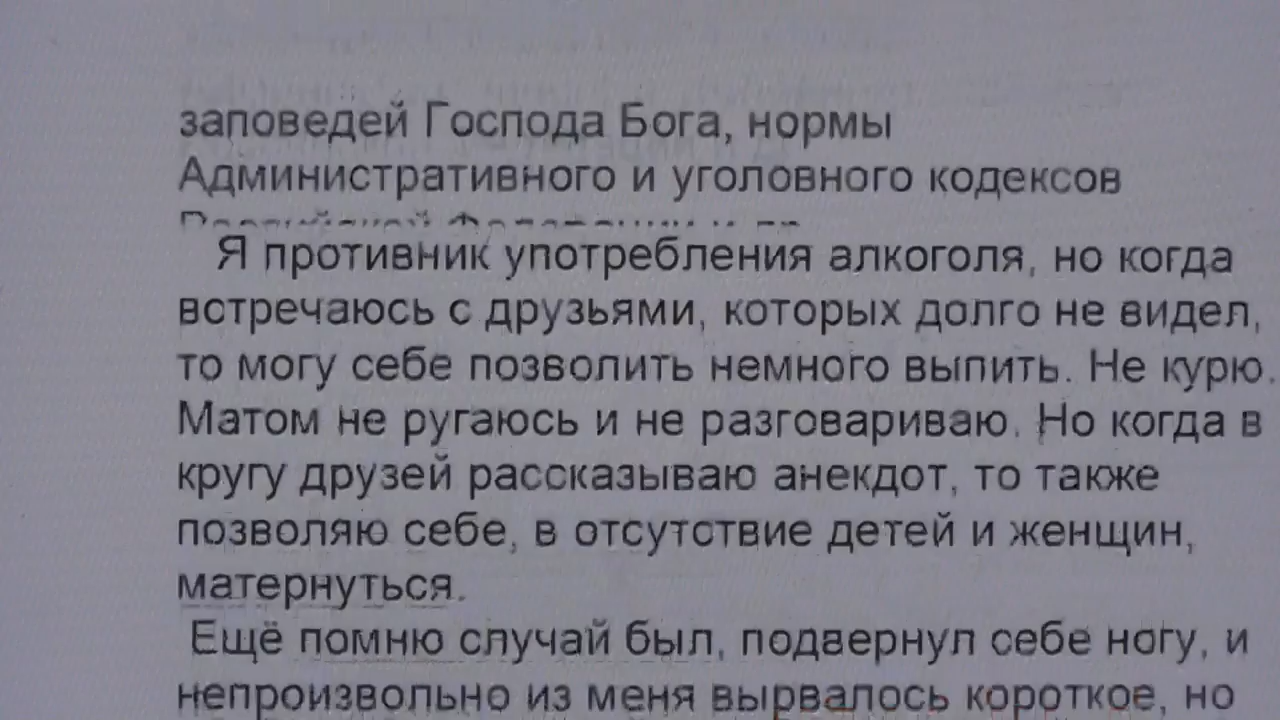 заповедей Господа Бога, нормы
Административного и уголовного кодексов
Российской Федерации и др
Я противник употребления алкоголя, но когда
встречаюсь с друзьями, которых долго не видел,
то могу себе позволить немного выпить. Не курю.
Матом не ругаюсь и не разговариваю. Но когда в
кругу друзей рассказываю анекдот, то также
позволяю себе, в отсутствие детей и женщин,
матернуться.
Ещё помню случай был, подвернул себе ногу, и
непроизвольно из меня вырвалось короткое, но